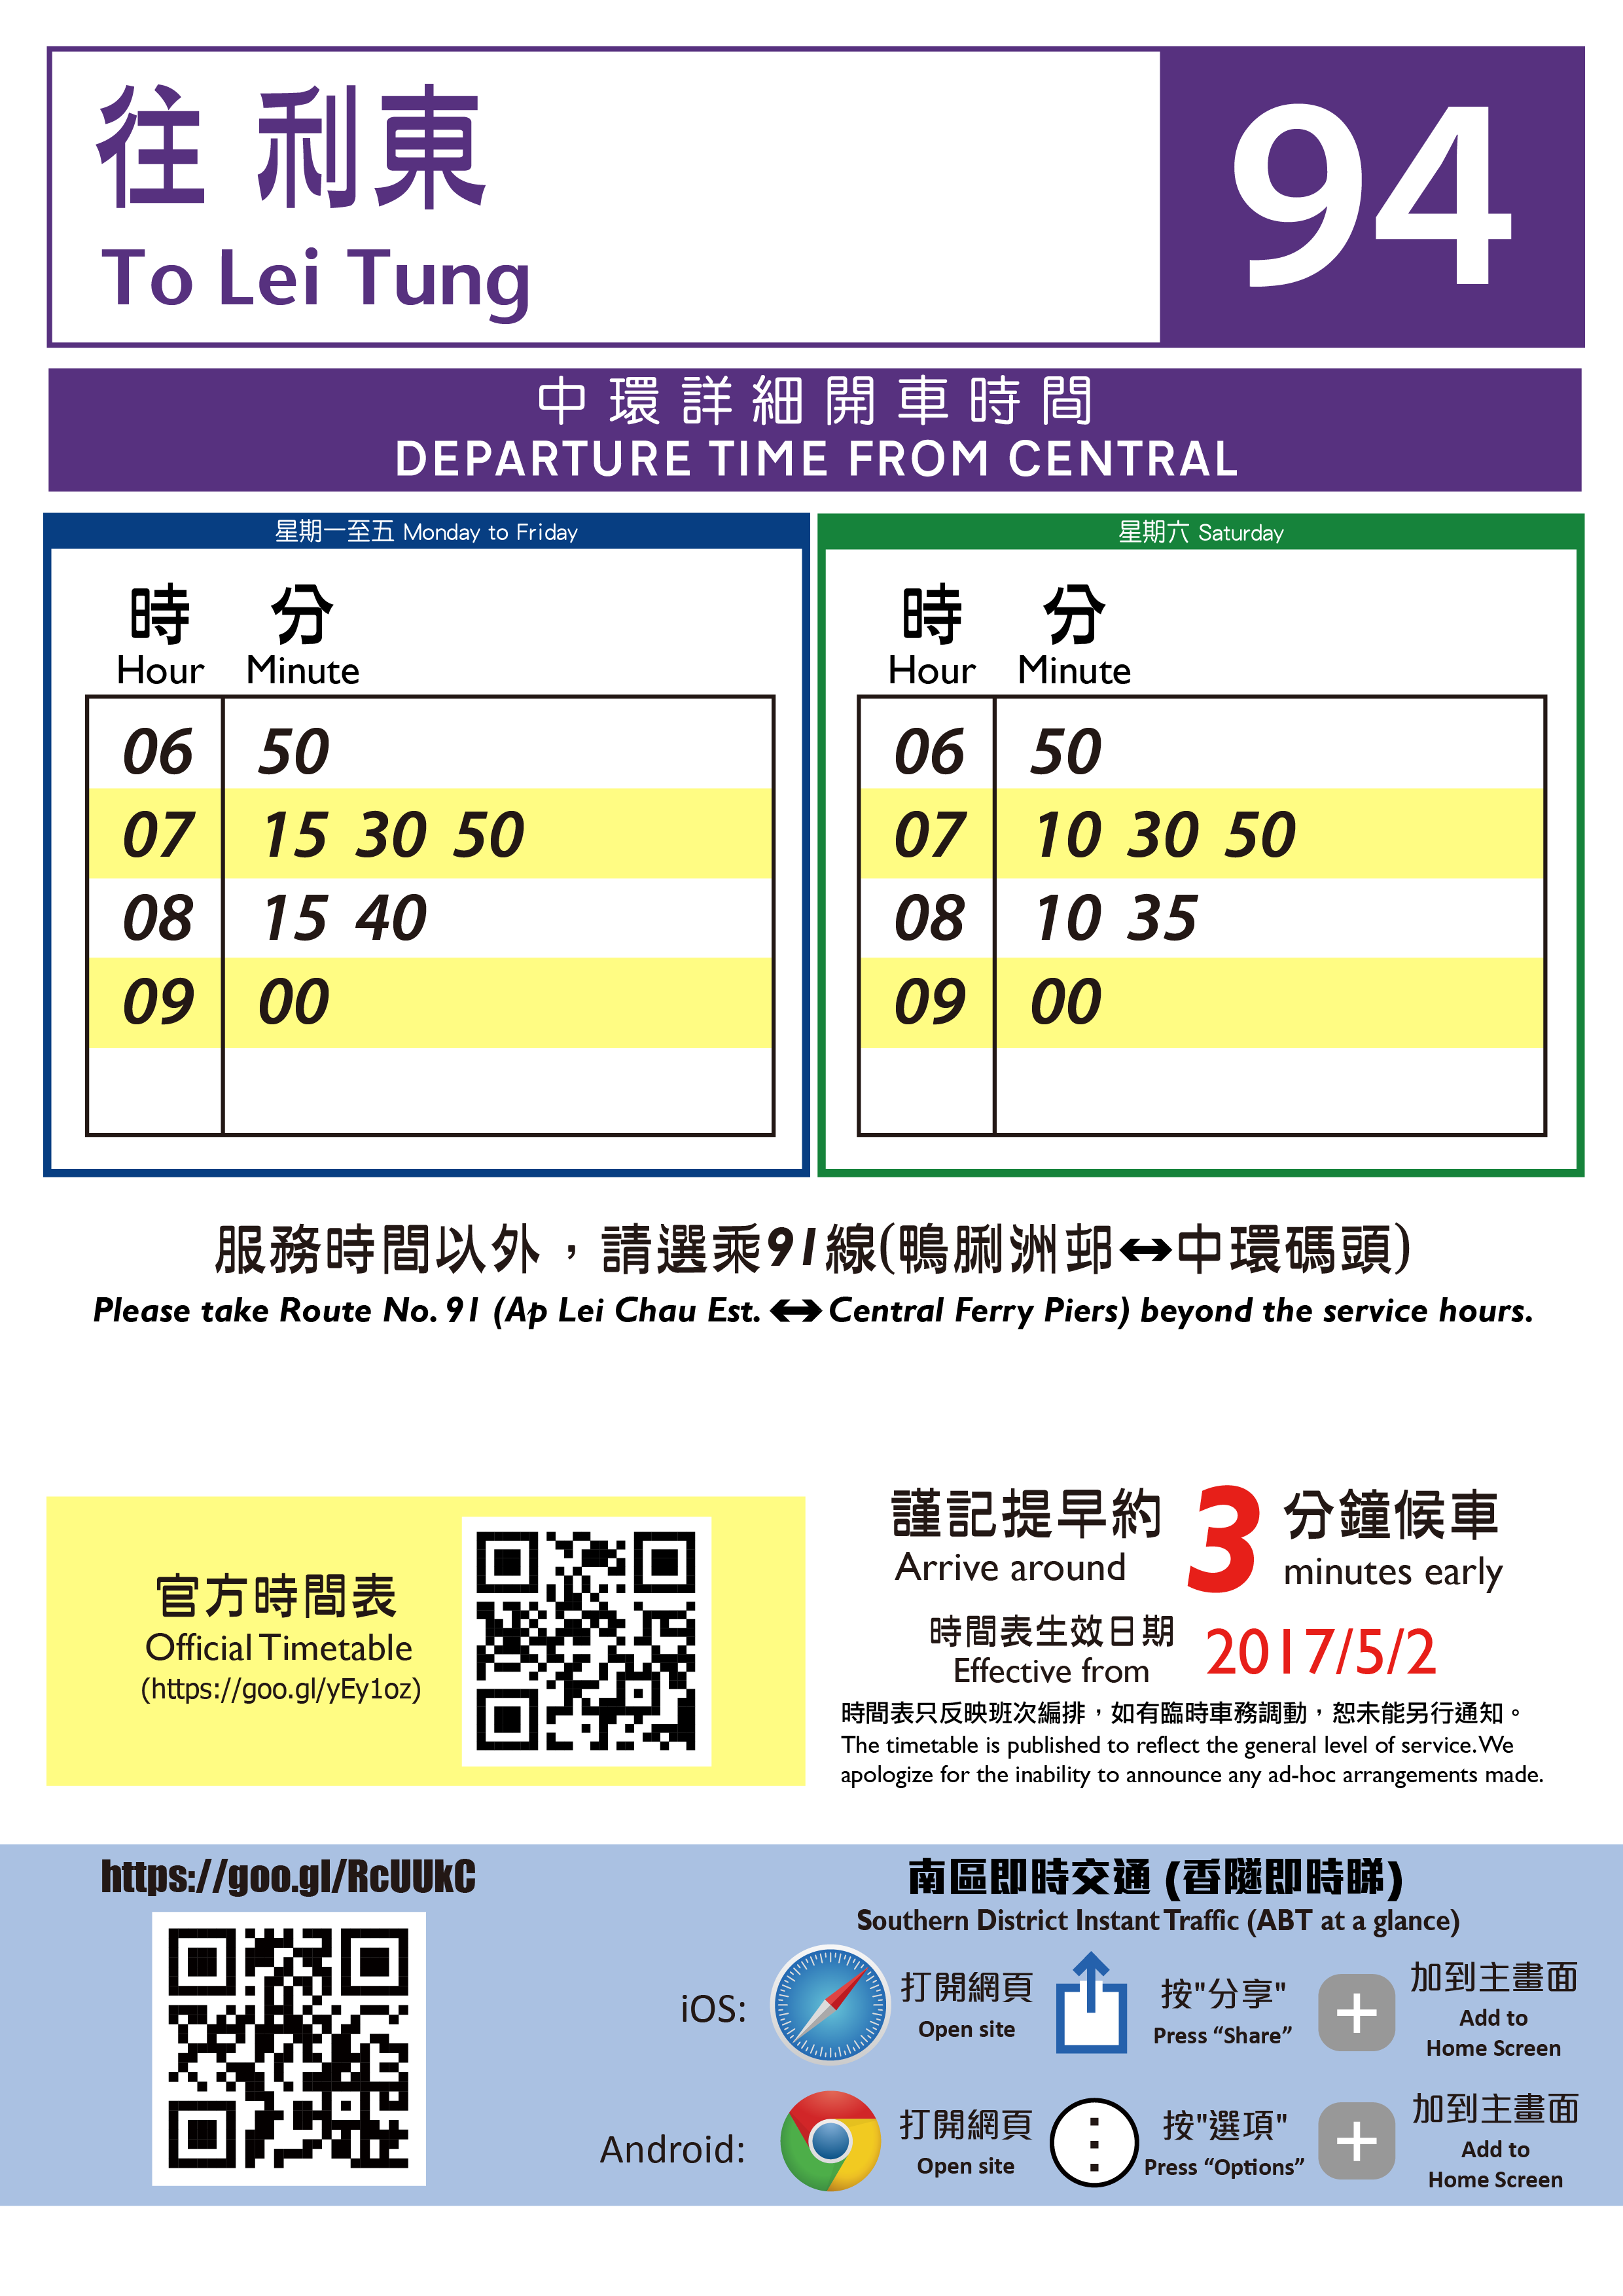 往 利東
To Lei Tung
94
中環詳細開車時間
DEPARTURE TIME FROM CENTRAL
星期一至五 Monday to Friday
時 分
Hour Minute
06 50
07 15 30 50
08 15 40
09 00
星期六 Saturday
時 分
Hour Minute
06 50
07 10 30 50
08 10 35
09 00
服務時間以外，請選乘91線(鴨脷洲邨↔中環碼頭)
Please take Route No. 91 (Ap Lei Chau Est. ↔ Central Ferry Piers) beyond the service hours.
官方時間表
Official Timetable
(https://goo.gl/yEy1oz)
謹記提早約 3 分鐘候車
Arrive around minutes early
時間表生效日期
Effective from 2017/5/2
時間表只反映班次編排，如有臨時車務調動，恕未能另行通知。
The timetable is published to reflect the general level of service. We
apologize for the inability to announce any ad-hoc arrangements made.
https://goo.gl/RcUUkC
南區即時交通 (香隧即時睇)
Southern District Instant Traffic (ABT at a glance)
iOS:
打開網頁
Open site
按"分享"
Press “Share”
加到主畫面
Add to
Home Screen
Android:
打開網頁
Open site
按"選項"
Press “Options”
加到主畫面
Add to
Home Screen